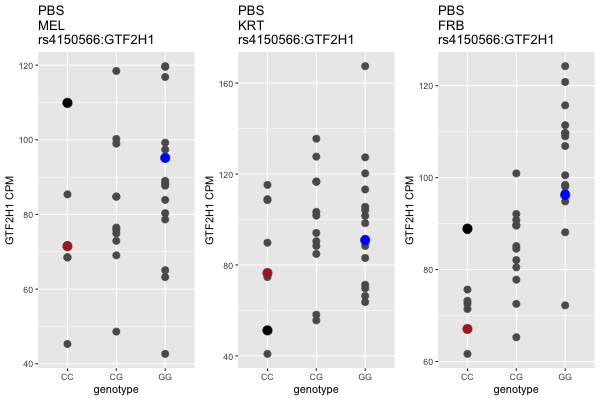 PBS
MEL
rs4150566:GTF2H1
GTF2H1 CPM
120
100
80
60
40
CC CG GG
genotype
PBS
KRT
rs4150566:GTF2H1
GTF2H1 CPM
160
120
80
40
CC CG GG
genotype
PBS
FRB
rs4150566:GTF2H1
GTF2H1 CPM
120
100
80
60
CC CG GG
genotype